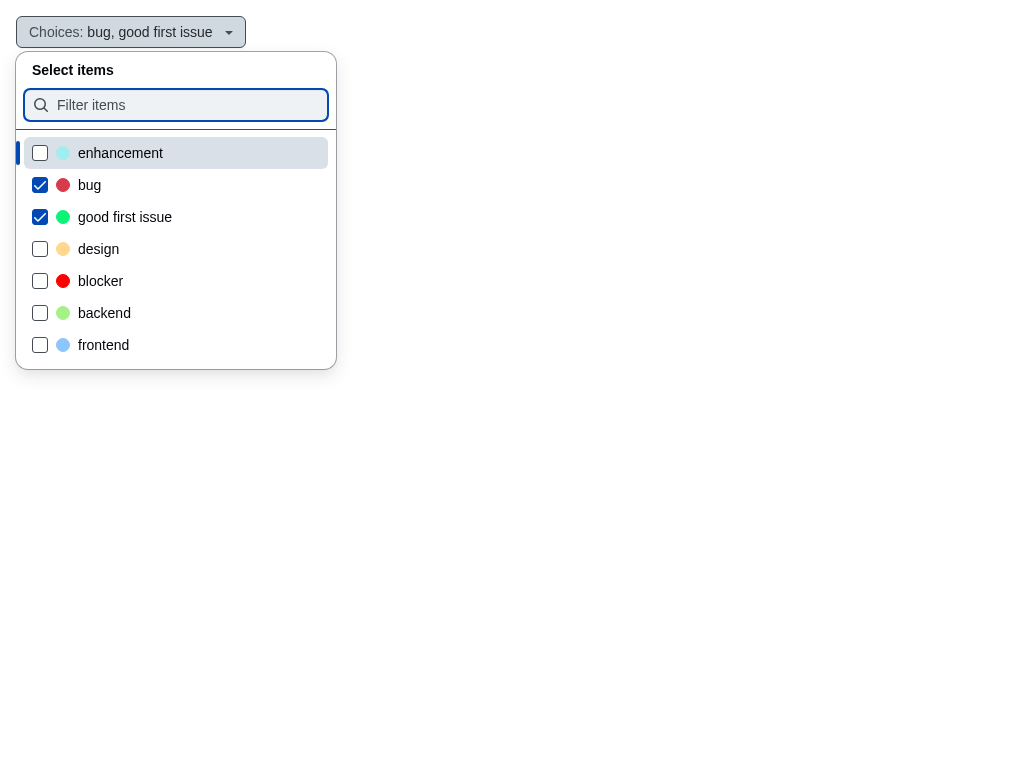 Choices: bug, good first issue
Select items
Filter items
enhancement
bug
good first issue
design
blocker
backend
frontend